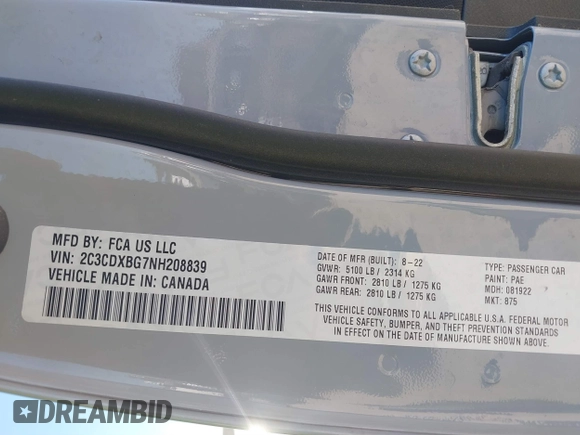 MFD BY: FCA US LLC
VIN: 2C3CDXBG7NH208839
VEHICLE MADE IN: CANADA
DATE OF MFR (BUILT): 8-22
GVWR: 5100 LB / 2314 KG
GAWR FRONT: 2810 LB / 1275 KG
GAWR REAR: 2810 LB / 1275 KG
TYPE: PASSENGER CAR
PAINT: PAE
MDH: 081922
MKT: 875
THIS VEHICLE CONFORMS TO ALL APPLICABLE U.S.A. FEDERAL MOTOR
VEHICLE SAFETY, BUMPER, AND THEFT PREVENTION STANDARDS IN
EFFECT ON THE DATE OF MANUFACTURE SHOWN ABOVE.
DREAMBID